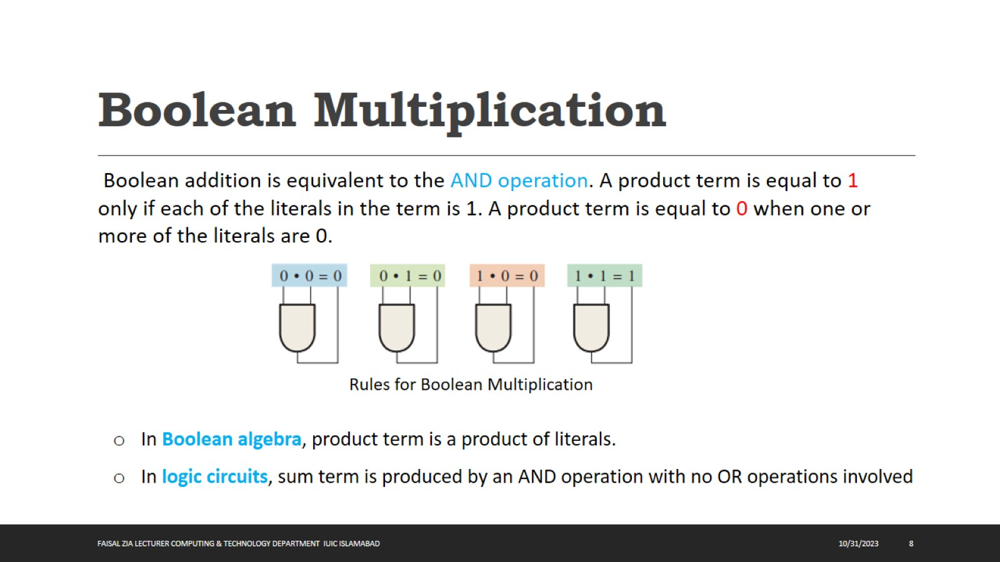 Boolean Multiplication
Boolean addition is equivalent to the AND operation. A product term is equal to 1
only if each of the literals in the term is 1. A product term is equal to 0 when one or
more of the literals are 0.
0 • 0 = 0
0 • 1 = 0
1 • 0 = 0
1 • 1 = 1
Rules for Boolean Multiplication
o In Boolean algebra, product term is a product of literals.
o In logic circuits, sum term is produced by an AND operation with no OR operations involved
FAISAL ZIA LECTURER COMPUTING & TECHNOLOGY DEPARTMENT IUIC ISLAMABAD
10/31/2023
8